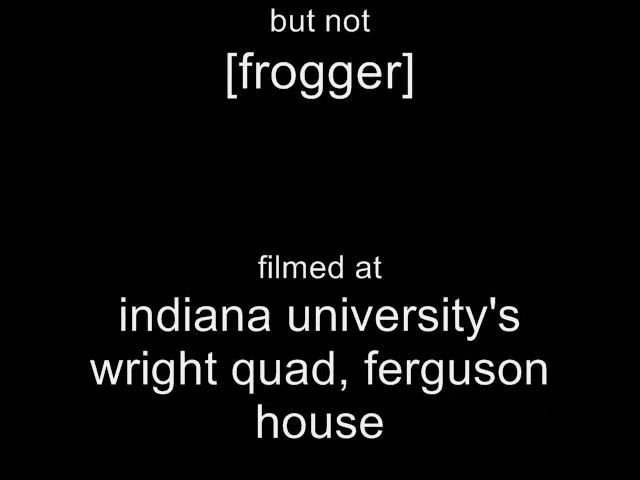 but not
[frogger]
filmed at
indiana university's
wright quad, ferguson
house